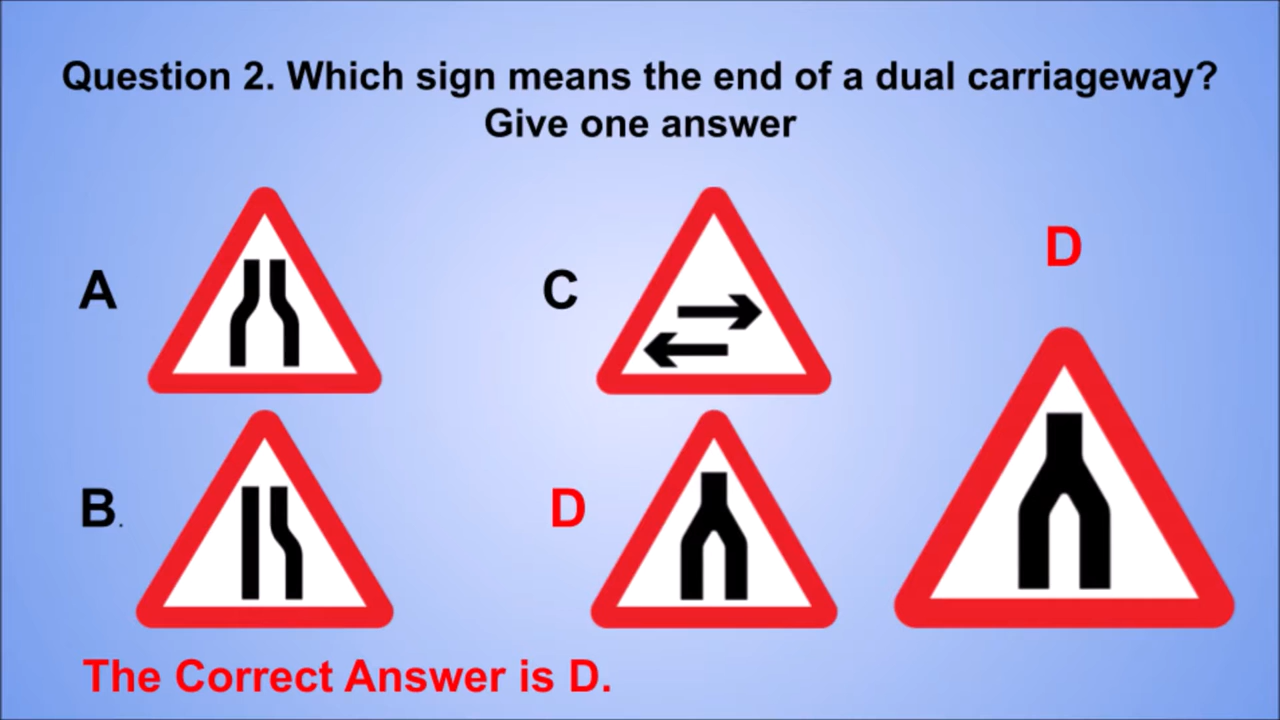 Question 2. Which sign means the end of a dual carriageway?
Give one answer
A
C
D
B.
D
The Correct Answer is D.